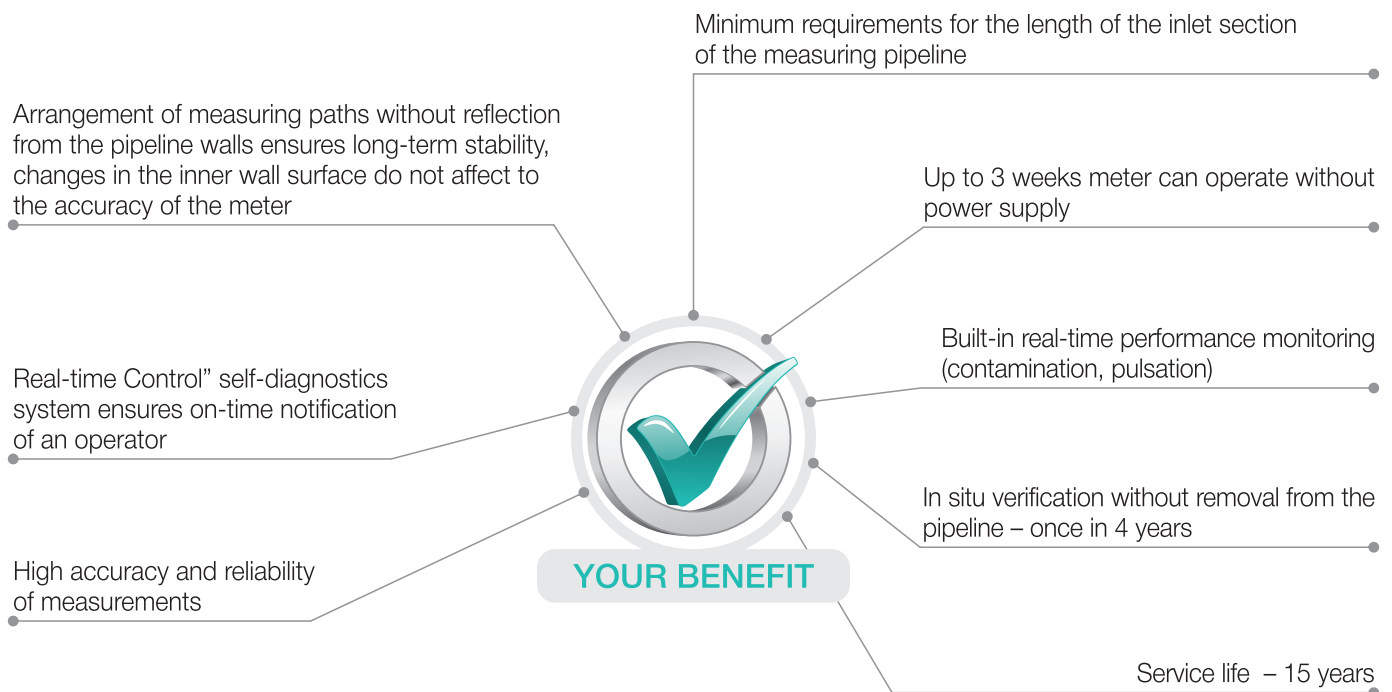 Minimum requirements for the length of the inlet section
of the measuring pipeline
Arrangement of measuring paths without reflection
from the pipeline walls ensures long-term stability,
changes in the inner wall surface do not affect to
the accuracy of the meter
Up to 3 weeks meter can operate without
power supply
Built-in real-time performance monitoring
(contamination, pulsation)
Real-time Control” self-diagnostics
system ensures on-time notification
of an operator
In situ verification without removal from the
pipeline – once in 4 years
High accuracy and reliability
of measurements
YOUR BENEFIT
Service life – 15 years